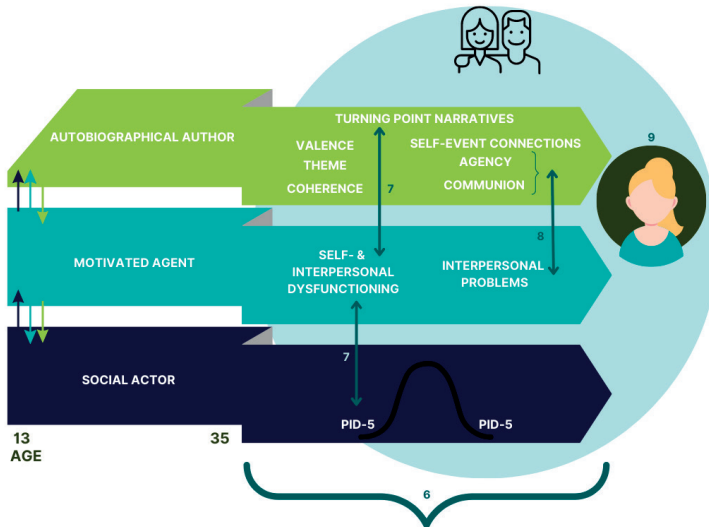 TURNING POINT NARRATIVES
AUTOBIOGRAPHICAL AUTHOR
VALENCE
THEME
COHERENCE
SELF-EVENT CONNECTIONS
AGENCY
COMMUNION
7
9
8
MOTIVATED AGENT
SELF- &
INTERPERSONAL
DYSFUNCTIONING
INTERPERSONAL
PROBLEMS
7
SOCIAL ACTOR
PID-5
PID-5
13
AGE
35
6